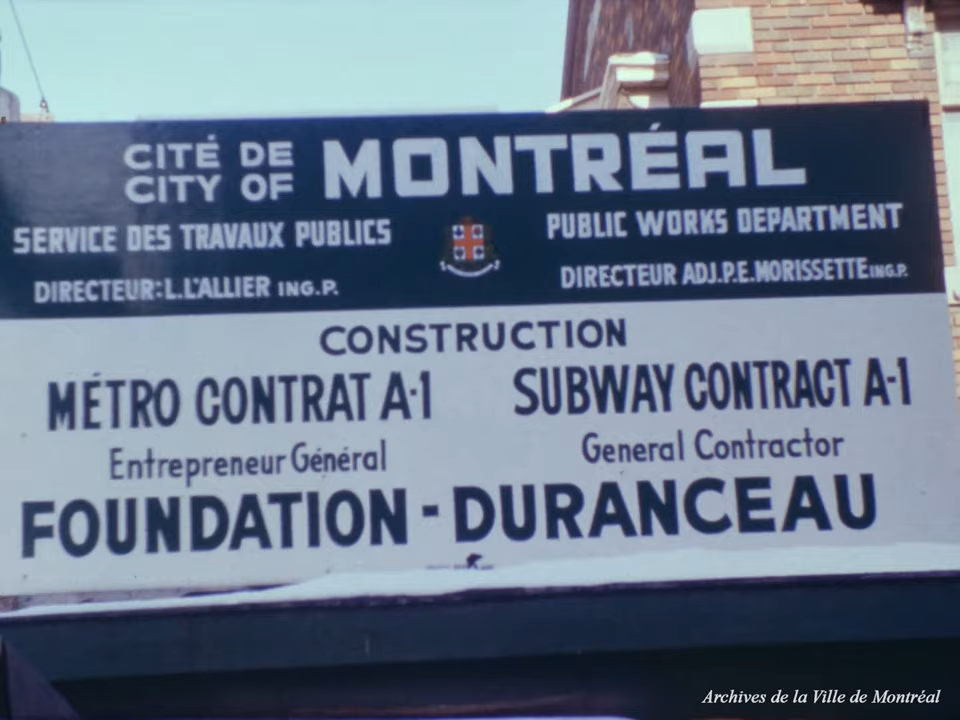 CITÉ DE
CITY OF
MONTRÉAL
SERVICE DES TRAVAUX PUBLICS
DIRECTEUR: L. L'ALLIER ING. P.
PUBLIC WORKS DEPARTMENT
DIRECTEUR ADJ. P.E. MORISSETTE ING. P.
CONSTRUCTION
MÉTRO CONTRAT A-1
SUBWAY CONTRACT A-1
Entrepreneur Général
General Contractor
FOUNDATION - DURANCEAU
Archives de la Ville de Montréal